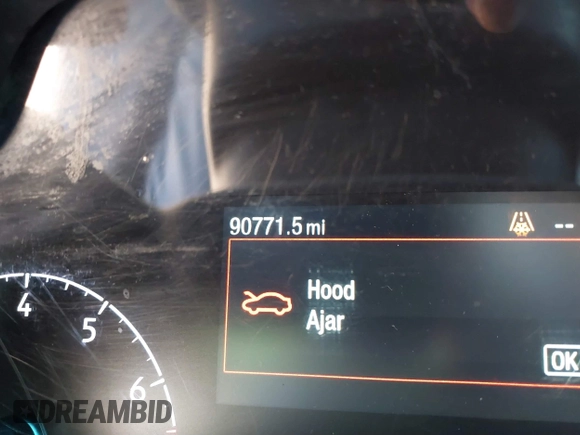 90771.5 mi
--
Hood
Ajar
OK
4
5
6
DREAMBID